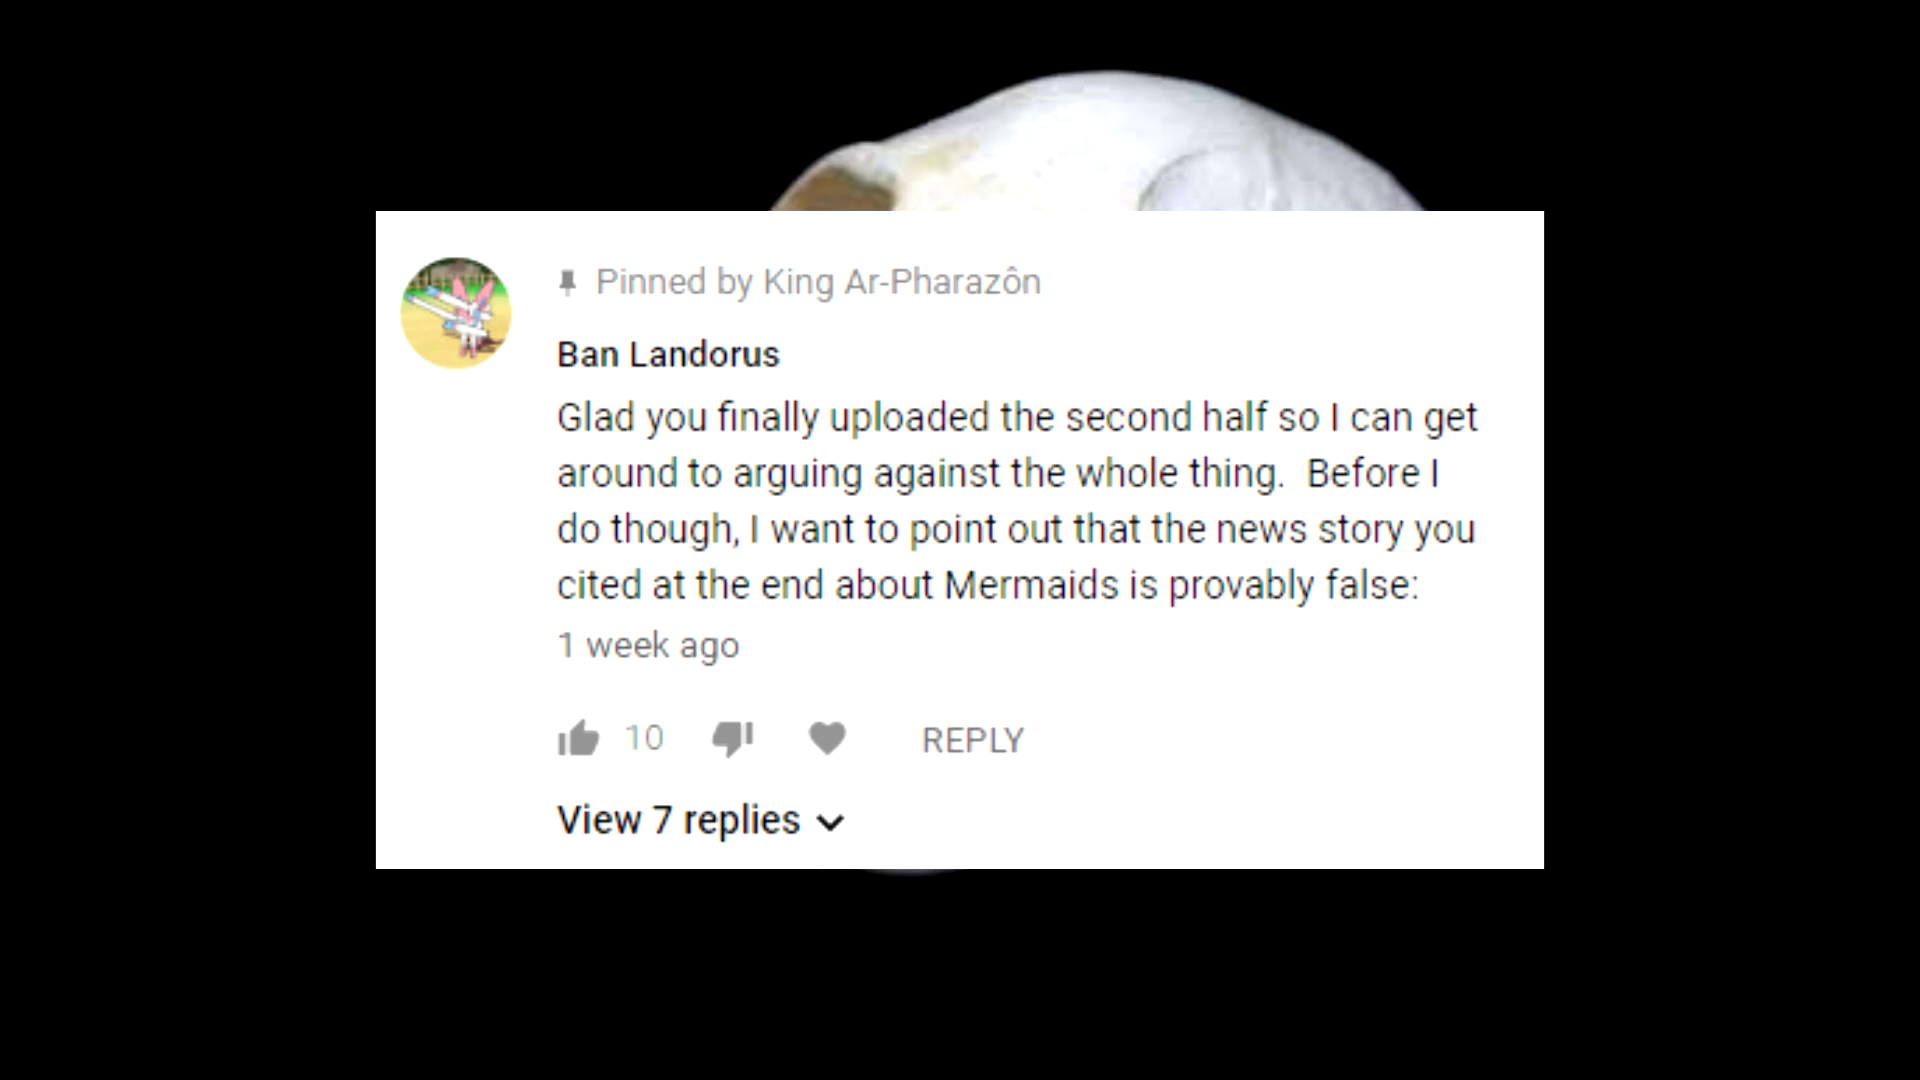 Pinned by King Ar-Pharazôn
Ban Landorus
Glad you finally uploaded the second half so I can get
around to arguing against the whole thing.  Before I
do though, I want to point out that the news story you
cited at the end about Mermaids is provably false:
1 week ago
10
REPLY
View 7 replies